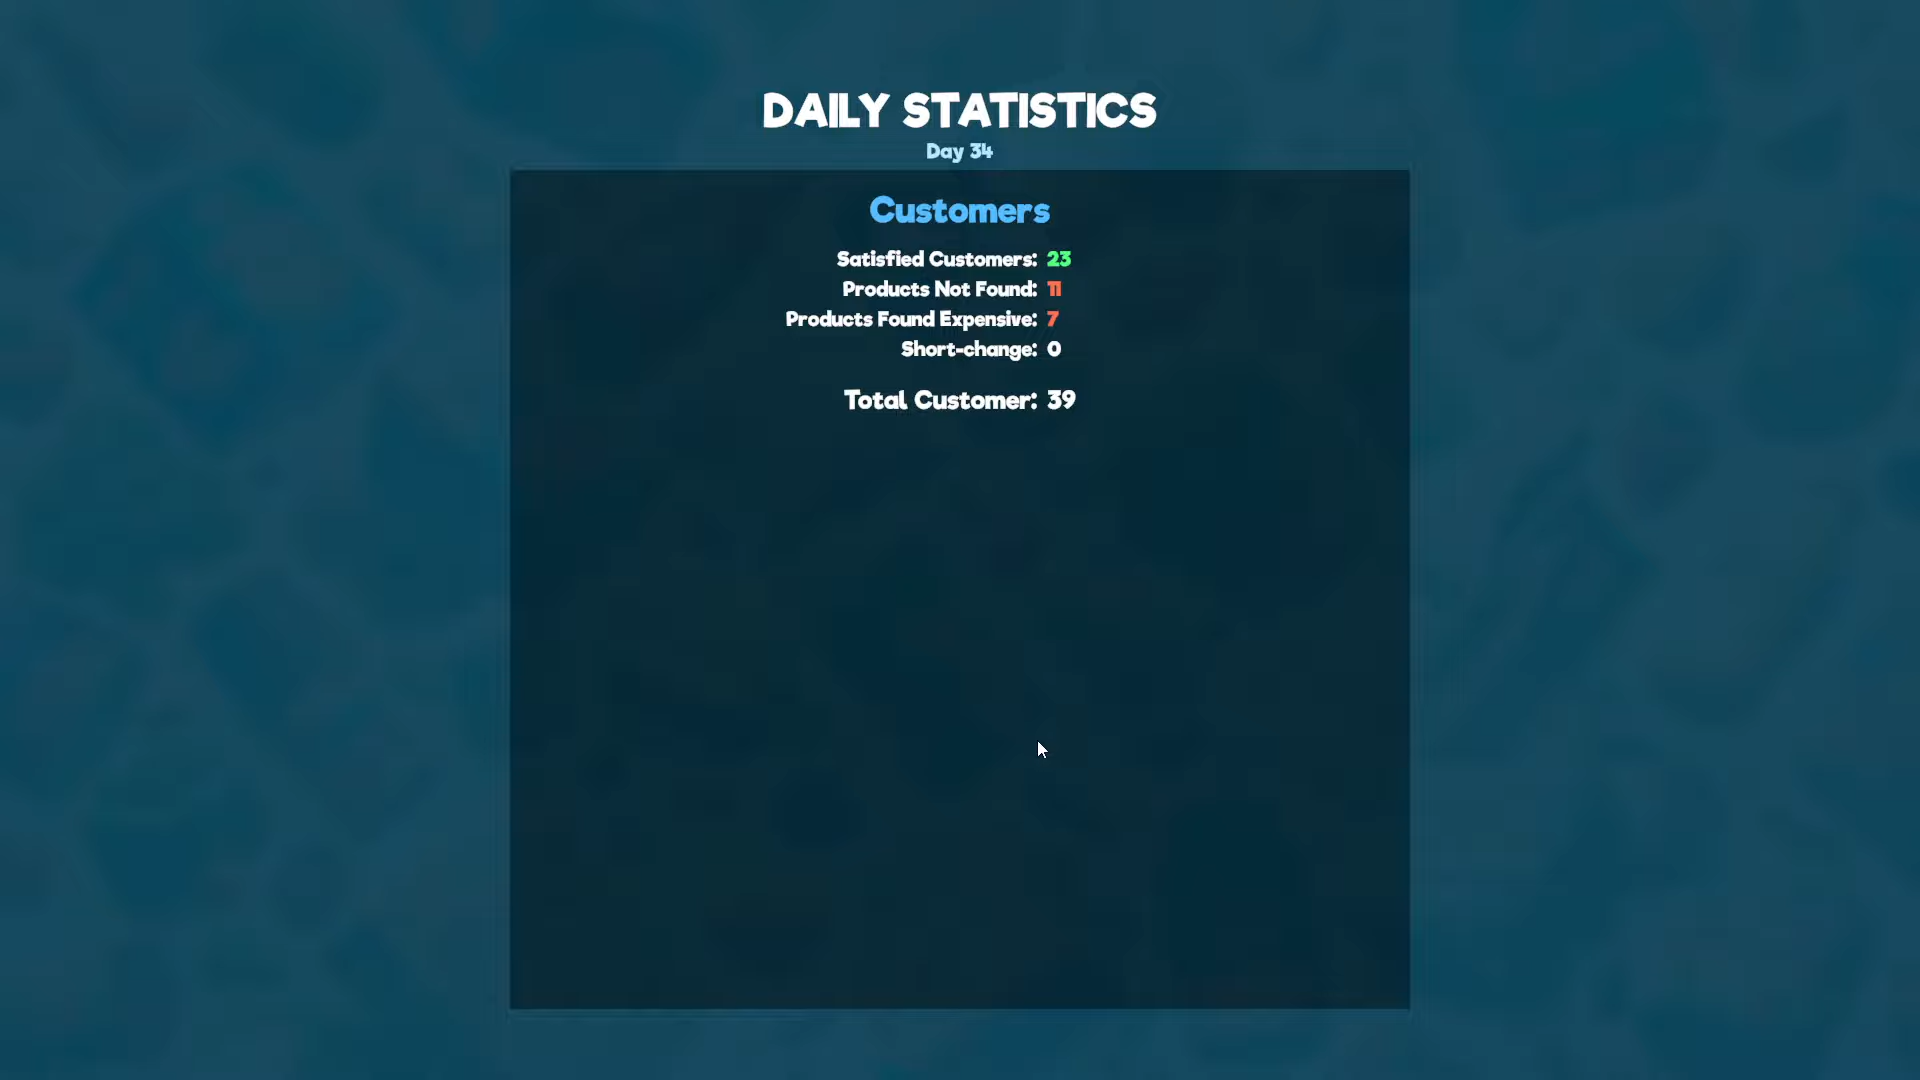 DAILY STATISTICS
Day 34
Customers
Satisfied Customers: 23
Products Not Found: 11
Products Found Expensive: 7
Short-change: 0
Total Customer: 39